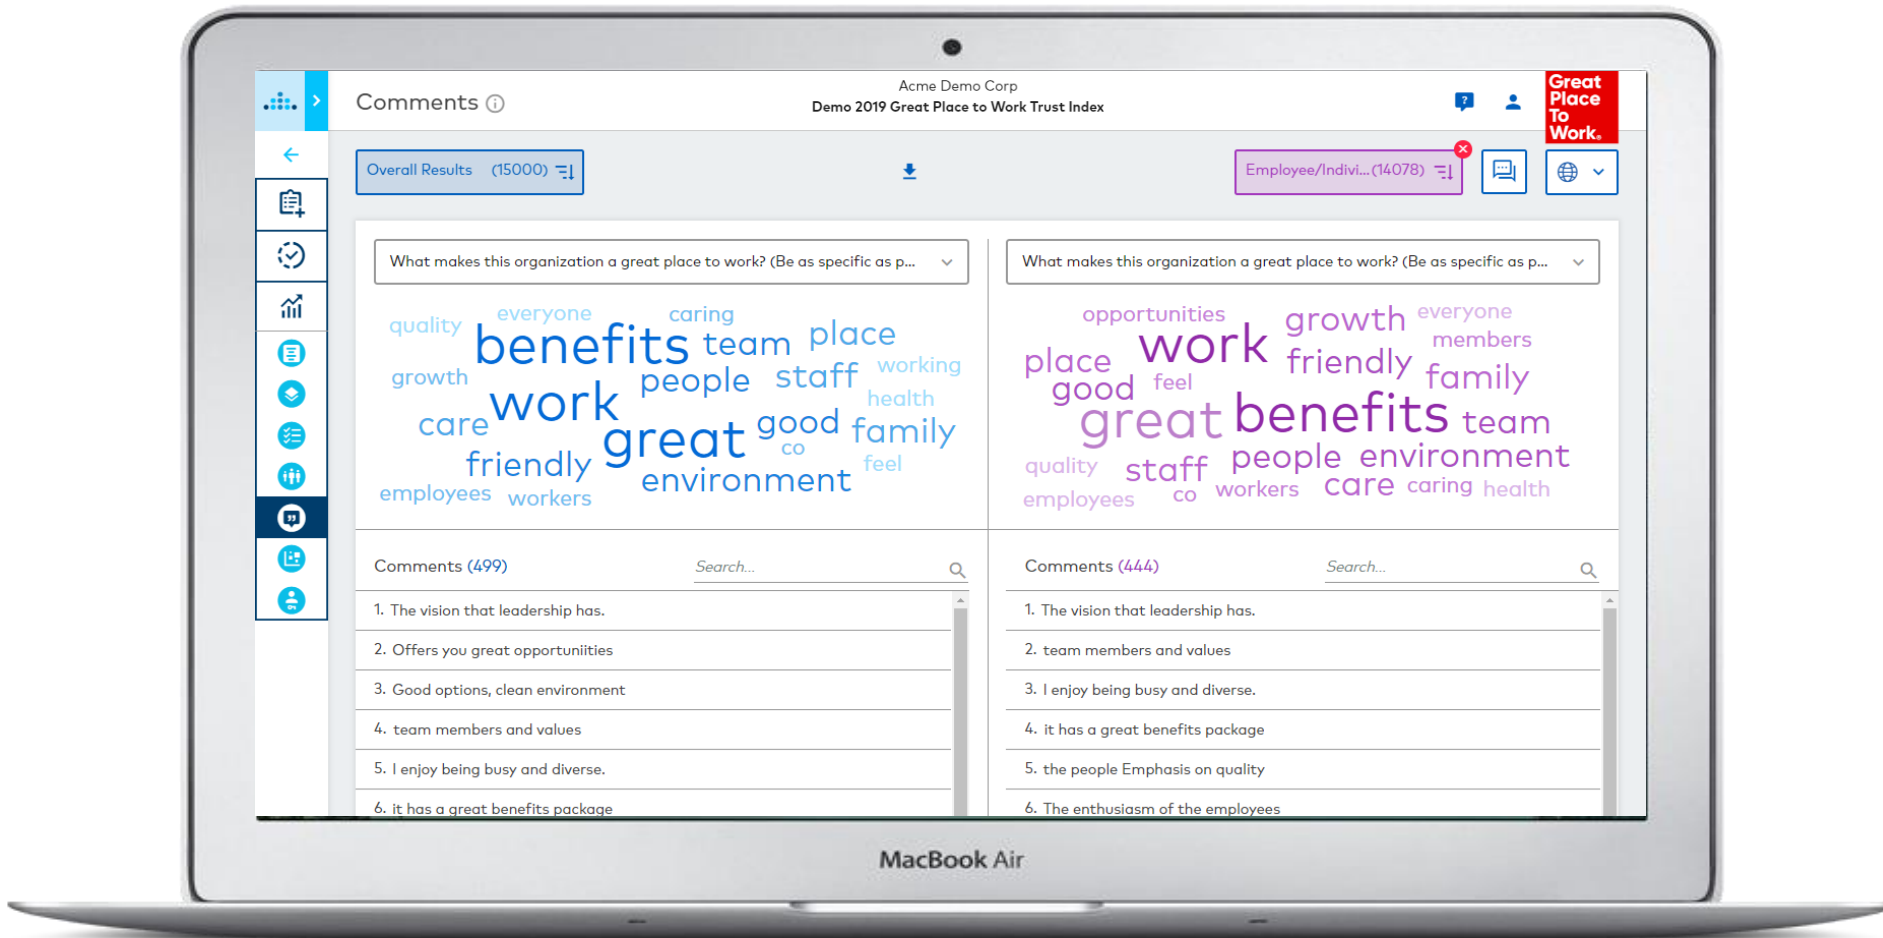 Acme Demo Corp
Comments
Demo 2019 Great Place to Work Trust Index
Great
Place
To
Work®
Overall Results (15000)
Employee/Indivi...(14078)
What makes this organization a great place to work? (Be as specific as p...
quality everyone caring
benefits team place
growth people staff working
work health
care great good family
co
friendly feel
environment
employees workers
What makes this organization a great place to work? (Be as specific as p...
opportunities growth everyone
work members
place friendly
good feel family
great benefits team
quality staff people environment
employees co workers care caring health
Comments (499) Search...
1. The vision that leadership has.
2. Offers you great opportuniities
3. Good options, clean environment
4. team members and values
5. I enjoy being busy and diverse.
6. it has a great benefits package
Comments (444) Search...
1. The vision that leadership has.
2. team members and values
3. I enjoy being busy and diverse.
4. it has a great benefits package
5. the people Emphasis on quality
6. The enthusiasm of the employees
MacBook Air